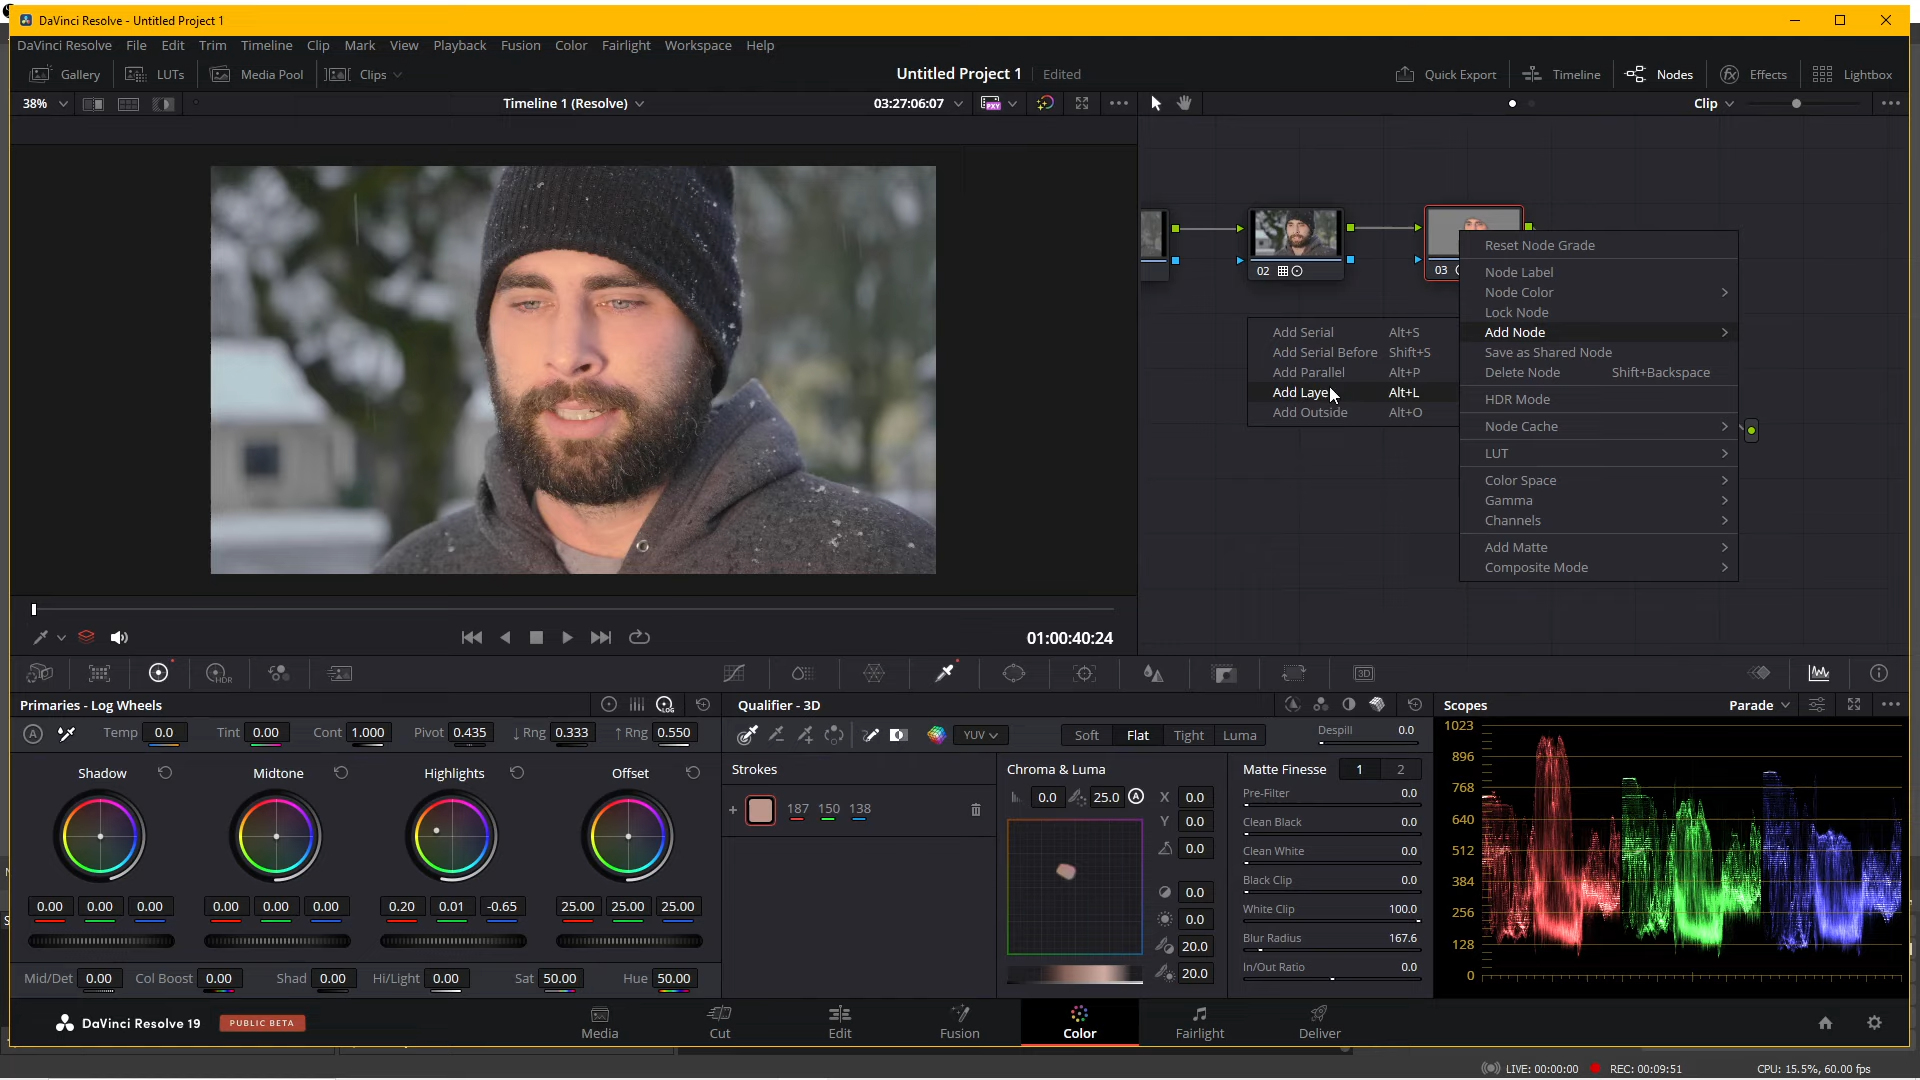 DaVinci Resolve - Untitled Project 1
DaVinci Resolve File Edit Trim Timeline Clip Mark View Playback Fusion Color Fairlight Workspace Help
Gallery LUTs Media Pool Clips Untitled Project 1 Edited Quick Export Timeline Nodes Effects Lightbox
38% Timeline 1 (Resolve) 03:27:06:07 PXY Clip
02
03
Reset Node Grade
Node Label
Node Color
Lock Node
Add Node
Save as Shared Node
Delete Node Shift+Backspace
HDR Mode
Node Cache
LUT
Color Space
Gamma
Channels
Add Matte
Composite Mode
Add Serial Alt+S
Add Serial Before Shift+S
Add Parallel Alt+P
Add Laye Alt+L
Add Outside Alt+O
01:00:40:24
HDR 3D
Primaries - Log Wheels LOG
Temp 0.0 Tint 0.00 Cont 1.000 Pivot 0.435 ↓ Rng 0.333 ↑ Rng 0.550
Shadow Midtone Highlights Offset
0.00 0.00 0.00 0.00 0.00 0.00 0.20 0.01 -0.65 25.00 25.00 25.00
Mid/Det 0.00 Col Boost 0.00 Shad 0.00 Hi/Light 0.00 Sat 50.00 Hue 50.00
Qualifier - 3D
YUV Soft Flat Tight Luma Despill 0.0
Strokes
187 150 138
Chroma & Luma
0.0 25.0 A X 0.0
Y 0.0
0.0
0.0
0.0
20.0
20.0
Matte Finesse 1 2
Pre-Filter 0.0
Clean Black 0.0
Clean White 0.0
Black Clip 0.0
White Clip 100.0
Blur Radius 167.6
In/Out Ratio 0.0
Scopes Parade
1023
896
768
640
512
384
256
128
0
DaVinci Resolve 19 PUBLIC BETA
Media Cut Edit Fusion Color Fairlight Deliver
LIVE: 00:00:00 REC: 00:09:51 CPU: 15.5%, 60.00 fps